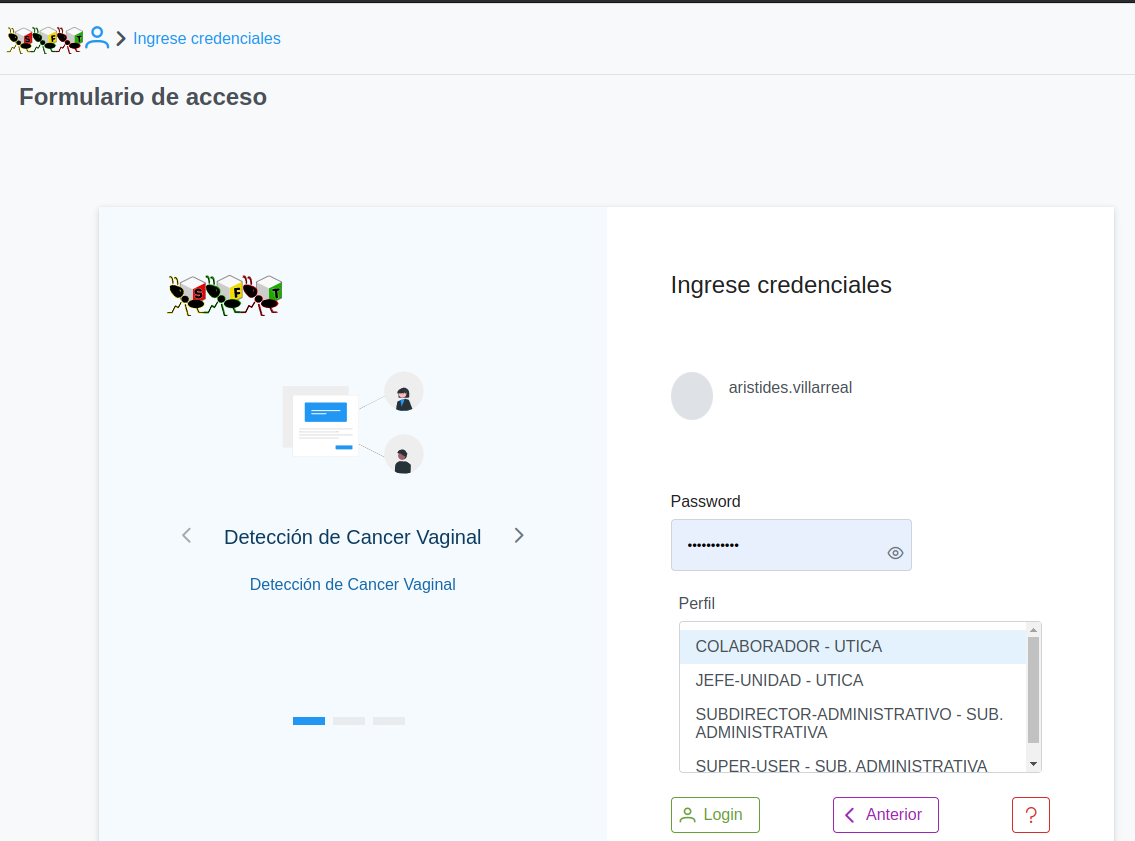 S F T
Ingrese credenciales
Formulario de acceso
S F T
Detección de Cancer Vaginal
Detección de Cancer Vaginal
Ingrese credenciales
aristides.villarreal
Password
•••••••••••
Perfil
COLABORADOR - UTICA
JEFE-UNIDAD - UTICA
SUBDIRECTOR-ADMINISTRATIVO - SUB.
ADMINISTRATIVA
SUPER-USER - SUB. ADMINISTRATIVA
Login
Anterior
?